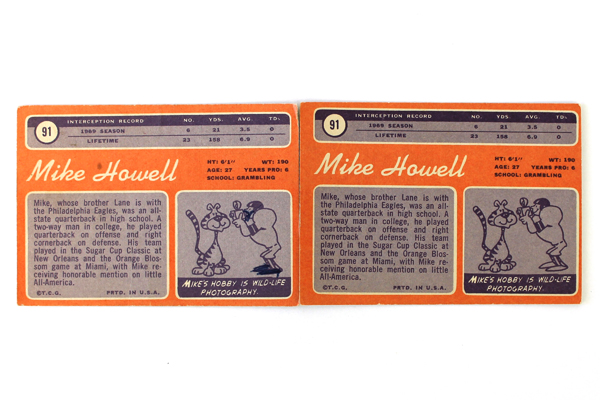 91
INTERCEPTION RECORD NO. YDS. AVG. TD.
1969 SEASON 6 21 3.5 0
LIFETIME 23 158 6.9 0
Mike Howell
HT: 6'1" WT: 190
AGE: 27 YEARS PRO: 6
SCHOOL: GRAMBLING
Mike, whose brother Lane is with
the Philadelphia Eagles, was an all-
state quarterback in high school. A
two-way man in college, he played
quarterback on offense and right
cornerback on defense. His team
played in the Sugar Cup Classic at
New Orleans and the Orange Blos-
som game at Miami, with Mike re-
ceiving honorable mention on little
All-America.
©T.C.G. PRTD. IN U.S.A.
MIKE'S HOBBY IS WILD-LIFE
PHOTOGRAPHY.
91
INTERCEPTION RECORD NO. YDS. AVG. TD.
1969 SEASON 6 21 3.5 0
LIFETIME 23 158 6.9 0
Mike Howell
HT: 6'1" WT: 190
AGE: 27 YEARS PRO: 6
SCHOOL: GRAMBLING
Mike, whose brother Lane is with
the Philadelphia Eagles, was an all-
state quarterback in high school. A
two-way man in college, he played
quarterback on offense and right
cornerback on defense. His team
played in the Sugar Cup Classic at
New Orleans and the Orange Blos-
som game at Miami, with Mike re-
ceiving honorable mention on little
All-America.
©T.C.G. PRTD. IN U.S.A.
MIKE'S HOBBY IS WILD-LIFE
PHOTOGRAPHY.